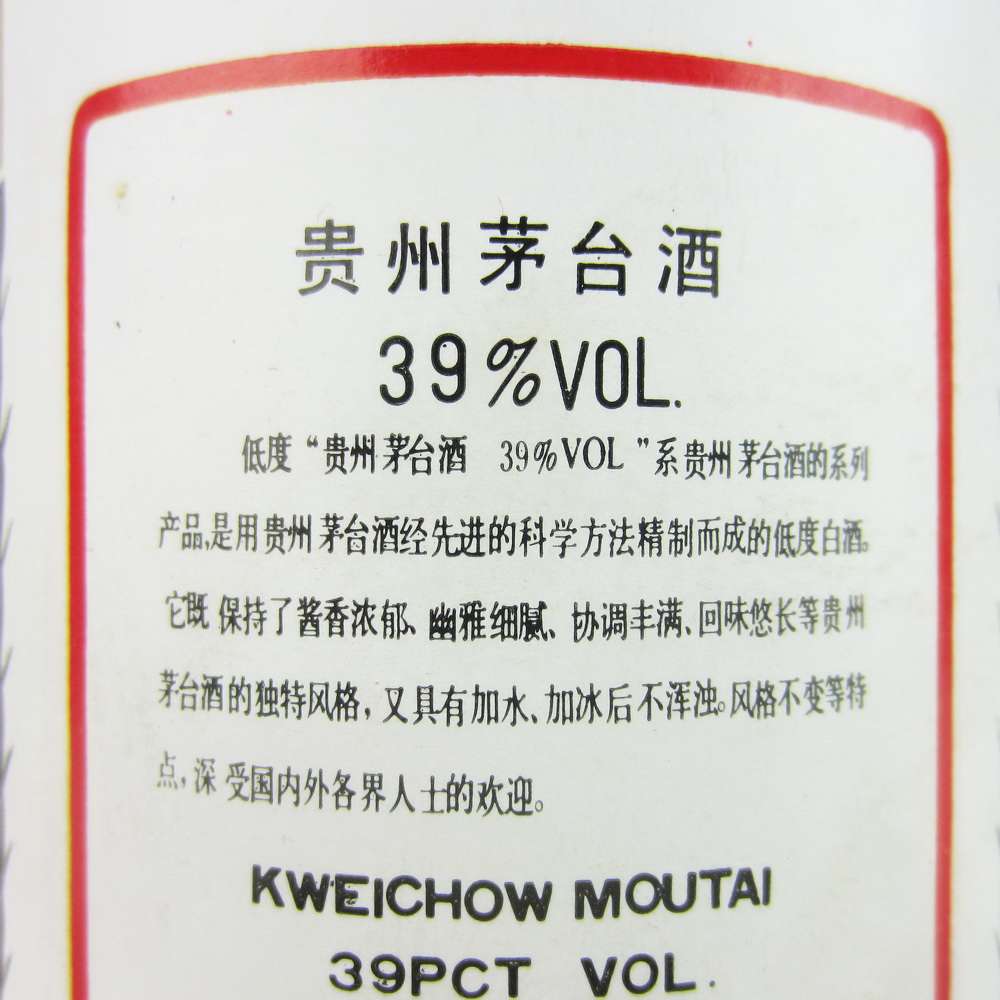 贵州茅台酒
39%VOL.
低度“贵州茅台酒 39%VOL”系贵州茅台酒的系列
产品,是用贵州茅台酒经先进的科学方法精制而成的低度白酒。
它既保持了酱香浓郁、幽雅细腻、协调丰满、回味悠长等贵州
茅台酒的独特风格，又具有加水、加冰后不浑浊。风格不变等特
点，深受国内外各界人士的欢迎。
KWEICHOW MOUTAI
39PCT VOL.